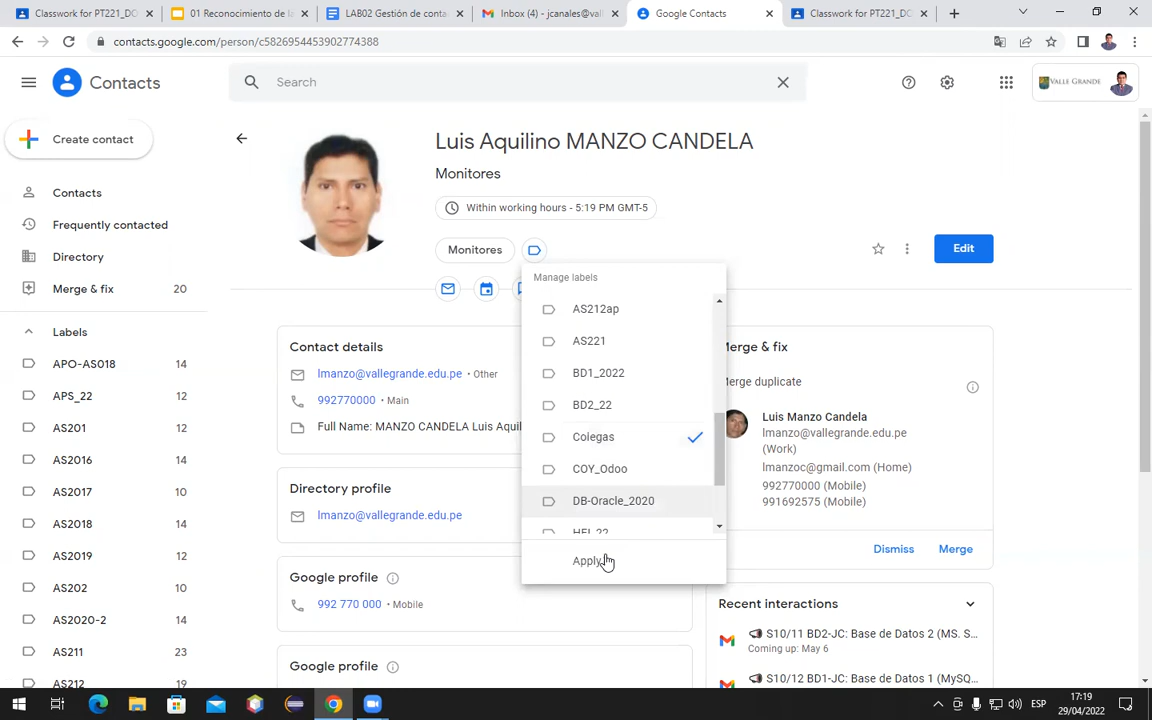 Classwork for PT221_DO
01 Reconocimiento de la
LAB02 Gestión de conta
Inbox (4) - jcanales@vall
Google Contacts
Classwork for PT221_DO
contacts.google.com/person/c5826954453902774388
Contacts
Search
VALLE GRANDE
Create contact
Contacts
Frequently contacted
Directory
Merge & fix 20
Labels
APO-AS018 14
APS_22 12
AS201 12
AS2016 10
AS2017 10
AS2018 12
AS2019 12
AS202 10
AS2020-2 14
AS211 23
AS212 19
Luis Aquilino MANZO CANDELA
Monitores
Within working hours - 5:19 PM GMT-5
Monitores
Edit
Manage labels
AS212ap
AS221
BD1_2022
BD2_22
Colegas
COY_Odoo
DB-Oracle_2020
HEL22
Apply
Contact details
lmanzo@vallegrande.edu.pe • Other
992770000 • Main
Full Name: MANZO CANDELA Luis Aquil
Directory profile
lmanzo@vallegrande.edu.pe
Google profile
992 770 000 • Mobile
Google profile
Merge & fix
Merge duplicate
Luis Manzo Candela
lmanzo@vallegrande.edu.pe
(Work)
lmanzoc@gmail.com (Home)
992770000 (Mobile)
991692575 (Mobile)
Dismiss Merge
Recent interactions
S10/11 BD2-JC: Base de Datos 2 (MS. S...
Coming up: May 6
S10/12 BD1-JC: Base de Datos 1 (MySQ...
ESP
17:19
29/04/2022